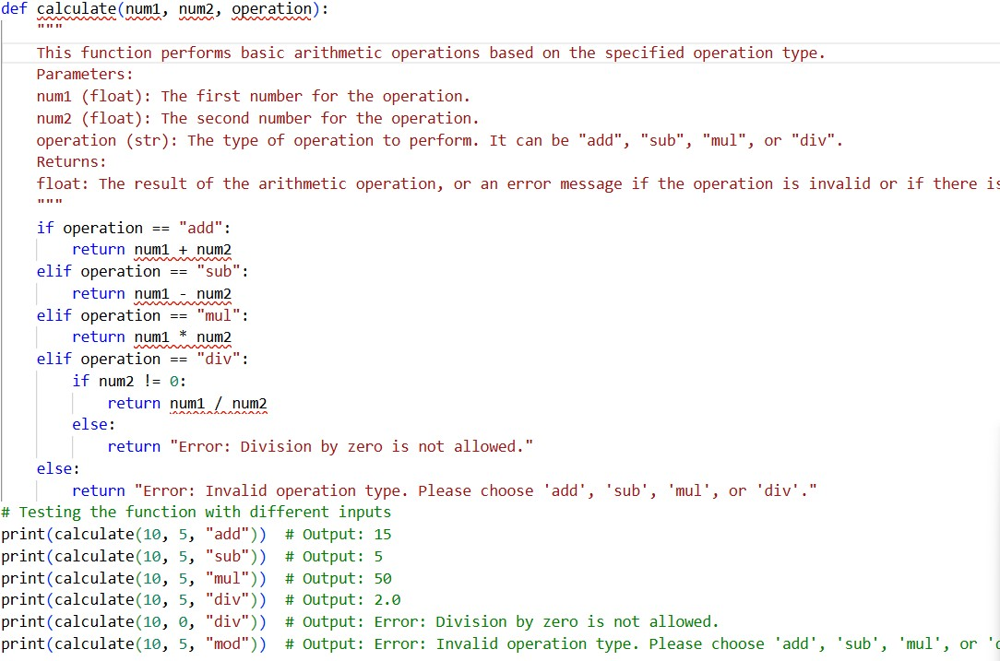 def calculate(num1, num2, operation):
    """
    This function performs basic arithmetic operations based on the specified operation type.
    Parameters:
    num1 (float): The first number for the operation.
    num2 (float): The second number for the operation.
    operation (str): The type of operation to perform. It can be "add", "sub", "mul", or "div".
    Returns:
    float: The result of the arithmetic operation, or an error message if the operation is invalid or if there is
    """
    if operation == "add":
        return num1 + num2
    elif operation == "sub":
        return num1 - num2
    elif operation == "mul":
        return num1 * num2
    elif operation == "div":
        if num2 != 0:
            return num1 / num2
        else:
            return "Error: Division by zero is not allowed."
    else:
        return "Error: Invalid operation type. Please choose 'add', 'sub', 'mul', or 'div'."
# Testing the function with different inputs
print(calculate(10, 5, "add"))  # Output: 15
print(calculate(10, 5, "sub"))  # Output: 5
print(calculate(10, 5, "mul"))  # Output: 50
print(calculate(10, 5, "div"))  # Output: 2.0
print(calculate(10, 0, "div"))  # Output: Error: Division by zero is not allowed.
print(calculate(10, 5, "mod"))  # Output: Error: Invalid operation type. Please choose 'add', 'sub', 'mul', or